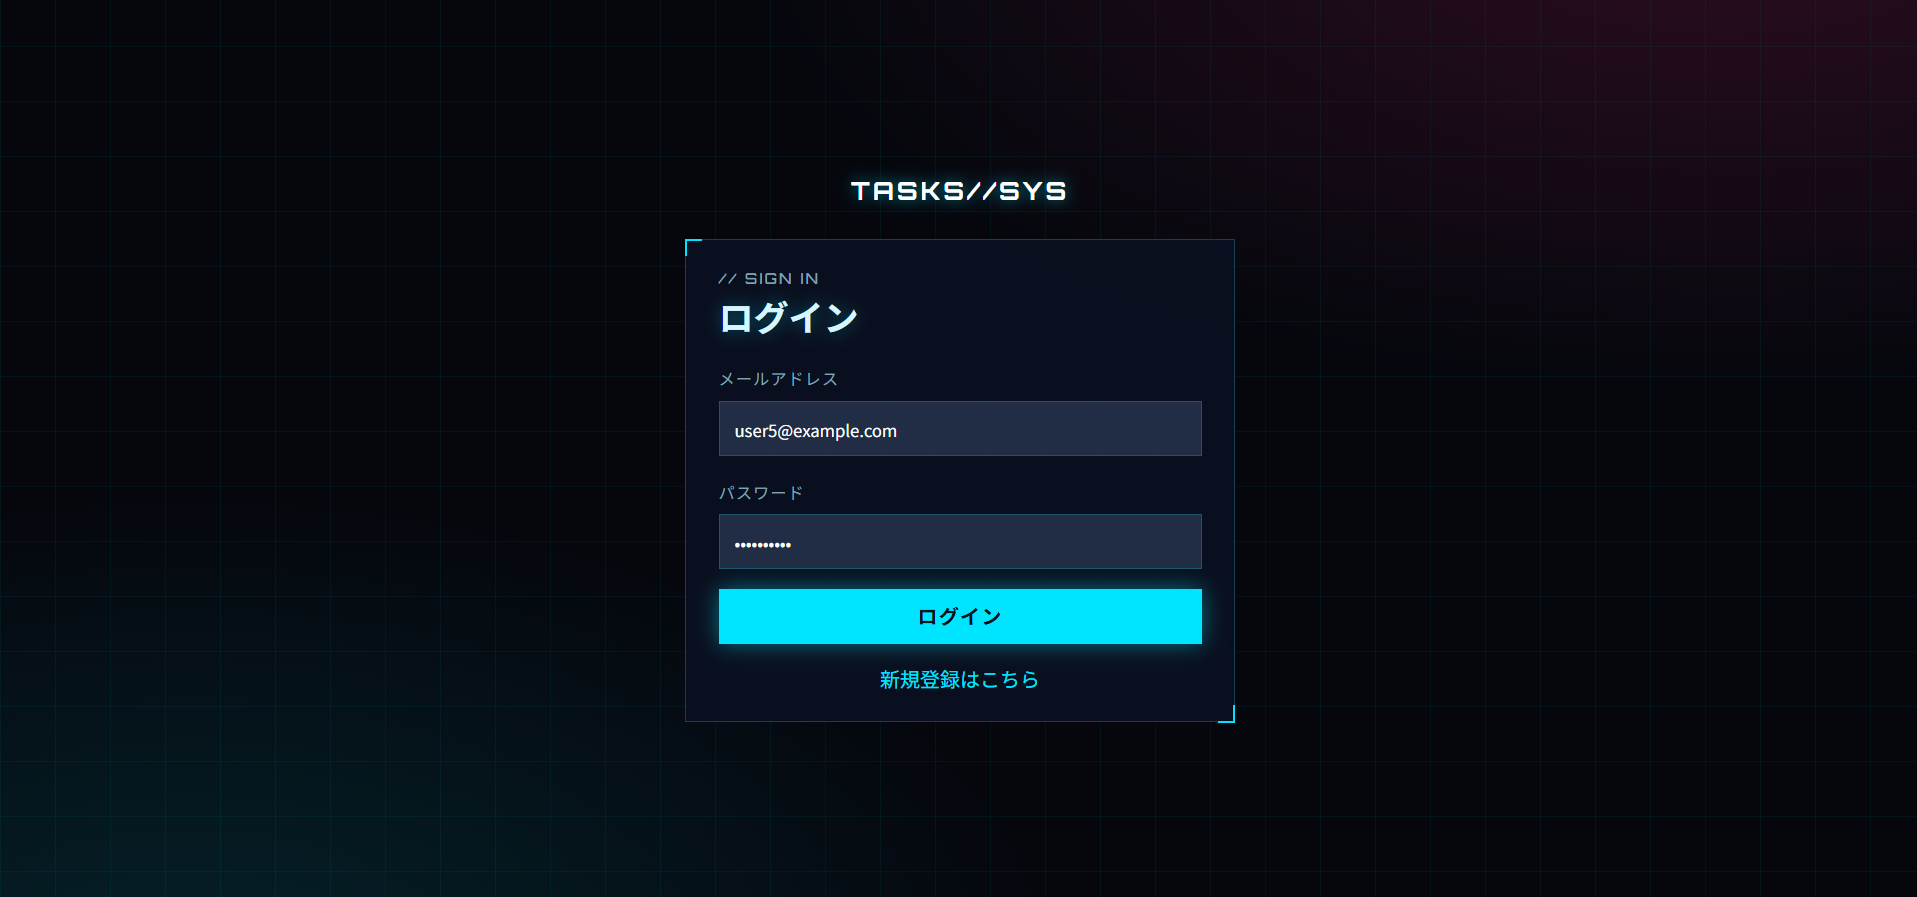 TASKS//SYS
// SIGN IN
ログイン
メールアドレス
user5@example.com
パスワード
••••••••••
ログイン
新規登録はこちら